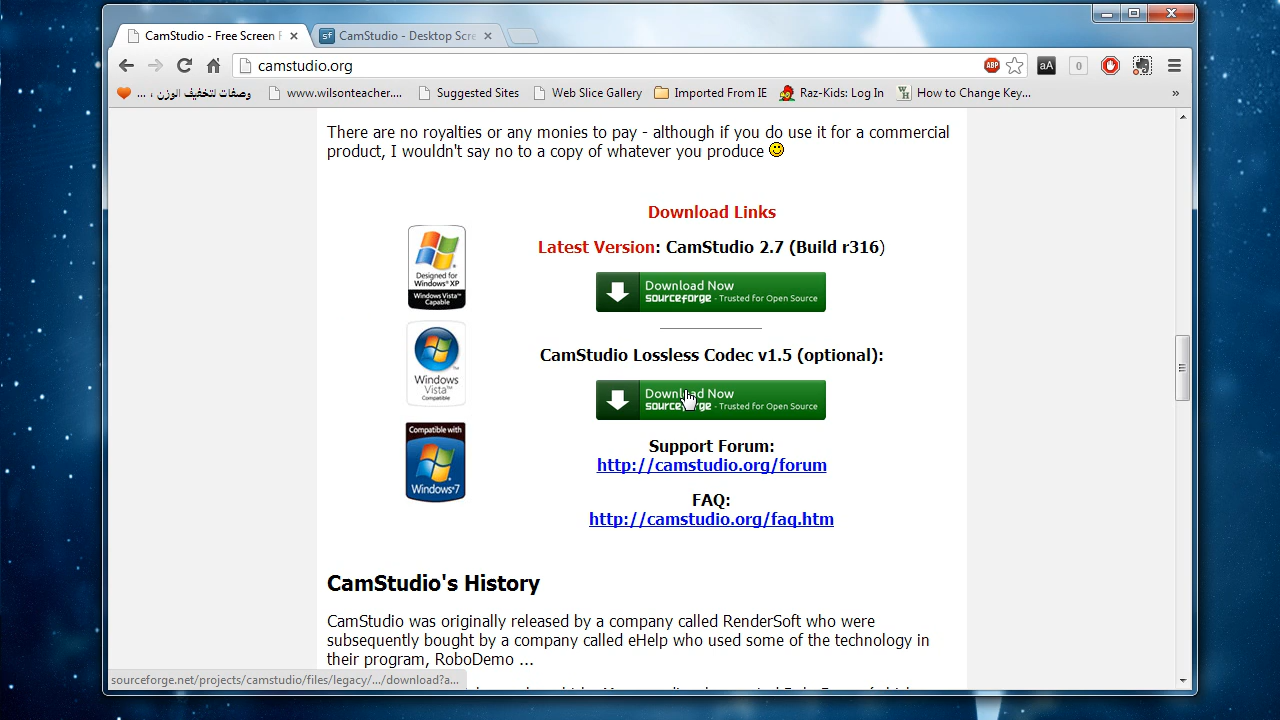 CamStudio - Free Screen F
CamStudio - Desktop Scre
camstudio.org
ABP
aA
0
وصفات لتخفيف الوزن ، ...
www.wilsonteacher....
Suggested Sites
Web Slice Gallery
Imported From IE
Raz-Kids: Log In
How to Change Key...
»
There are no royalties or any monies to pay - although if you do use it for a commercial
product, I wouldn't say no to a copy of whatever you produce
Download Links
Latest Version: CamStudio 2.7 (Build r316)
Designed for
Windows® XP
Windows Vista™
Capable
Download Now
sourceforge - Trusted for Open Source
CamStudio Lossless Codec v1.5 (optional):
Windows
Vista™
Compatible
Download Now
sourceforge - Trusted for Open Source
Compatible with
Windows®7
Support Forum:
http://camstudio.org/forum
FAQ:
http://camstudio.org/faq.htm
CamStudio's History
CamStudio was originally released by a company called RenderSoft who were
subsequently bought by a company called eHelp who used some of the technology in
their program, RoboDemo ...
sourceforge.net/projects/camstudio/files/legacy/.../download?a...